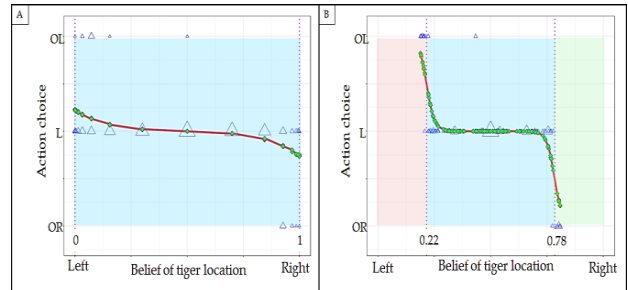 A
OL
L
OR
Action choice
0
1
Left
Belief of tiger location
Right
B
OL
L
OR
Action choice
0.22
0.78
Left
Belief of tiger location
Right